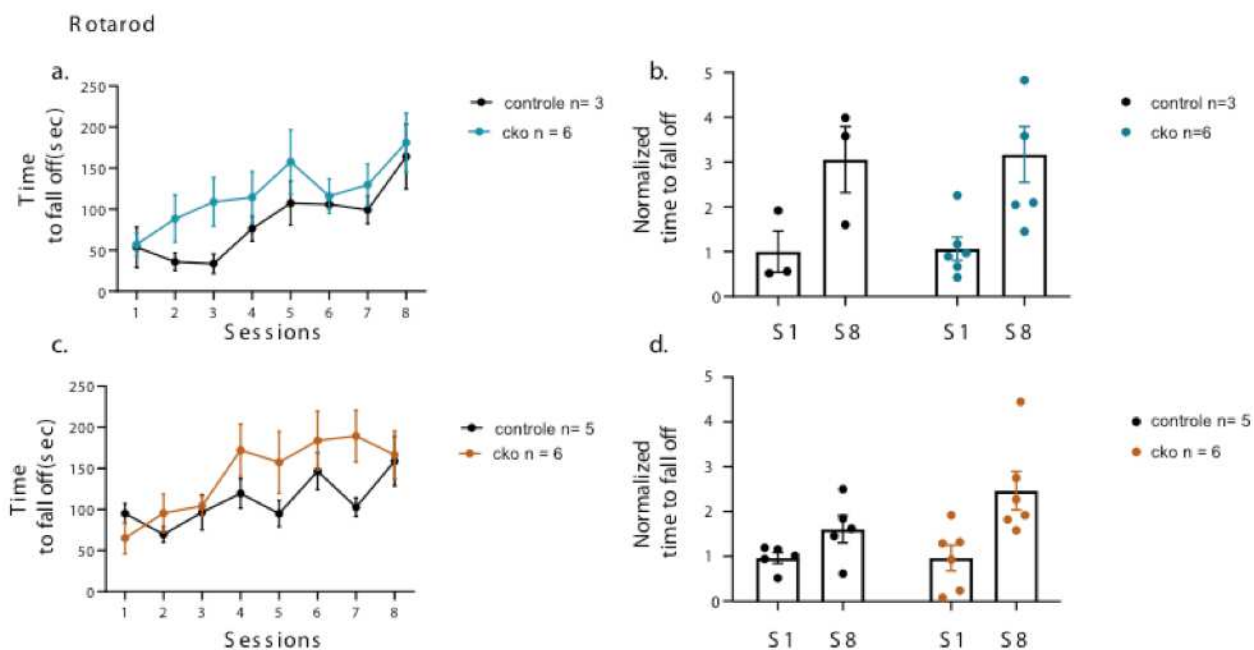 Rotarod
a.
250
200
150
100
50
0
Time
to fall off(sec)
1 2 3 4 5 6 7 8
Sessions
controle n= 3
cko n = 6
b.
5
4
3
2
1
0
Normalized
time to fall off
S1 S8 S1 S8
control n=3
cko n=6
c.
250
200
150
100
50
0
Time
to fall off(sec)
1 2 3 4 5 6 7 8
Sessions
controle n= 5
cko n = 6
d.
5
4
3
2
1
0
Normalized
time to fall off
S1 S8 S1 S8
controle n= 5
cko n = 6